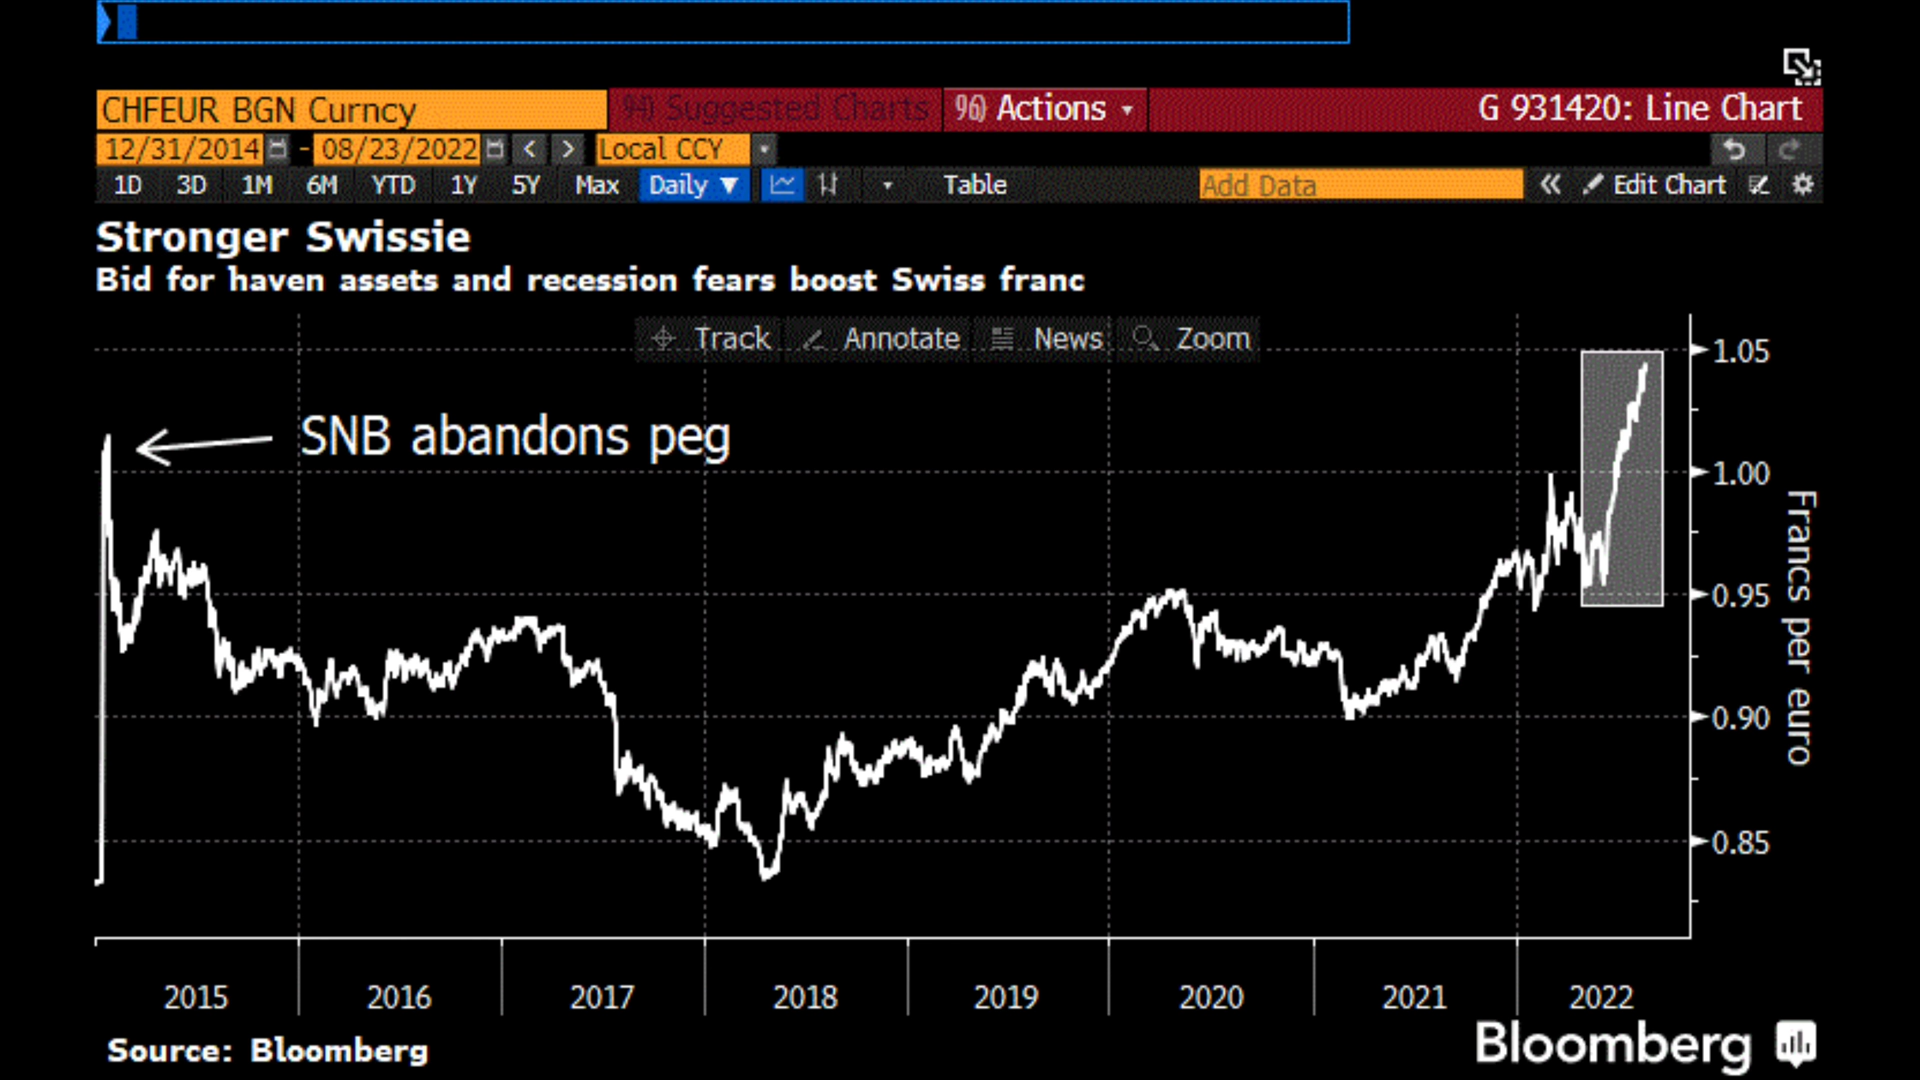 CHFEUR BGN Curncy 94) Suggested Charts 96) Actions G 931420: Line Chart
12/31/2014 - 08/23/2022 < > Local CCY
1D 3D 1M 6M YTD 1Y 5Y Max Daily Table Add Data « Edit Chart
Stronger Swissie
Bid for haven assets and recession fears boost Swiss franc
Track Annotate News Zoom
SNB abandons peg
1.05
1.00
0.95
0.90
0.85
Francs per euro
2015 2016 2017 2018 2019 2020 2021 2022
Source: Bloomberg
Bloomberg